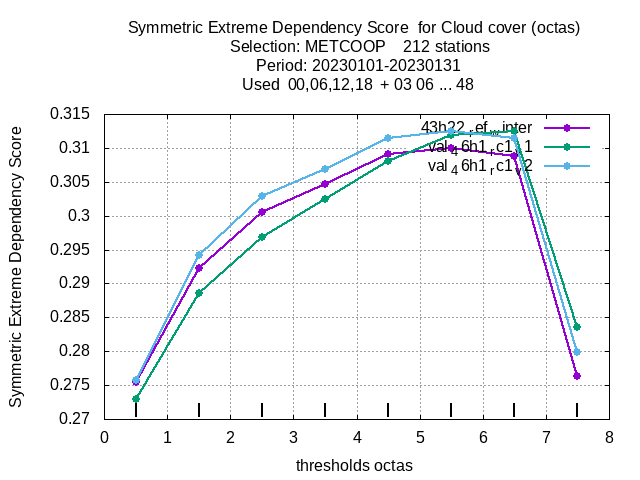 Symmetric Extreme Dependency Score for Cloud cover (octas)
Selection: METCOOP 212 stations
Period: 20230101-20230131
Used 00,06,12,18 + 03 06 ... 48
Symmetric Extreme Dependency Score
0.315
0.31
0.305
0.3
0.295
0.29
0.285
0.28
0.275
0.27
43h22refwinter
val46h1rc1v1
val46h1rc1v2
0 1 2 3 4 5 6 7 8
thresholds octas